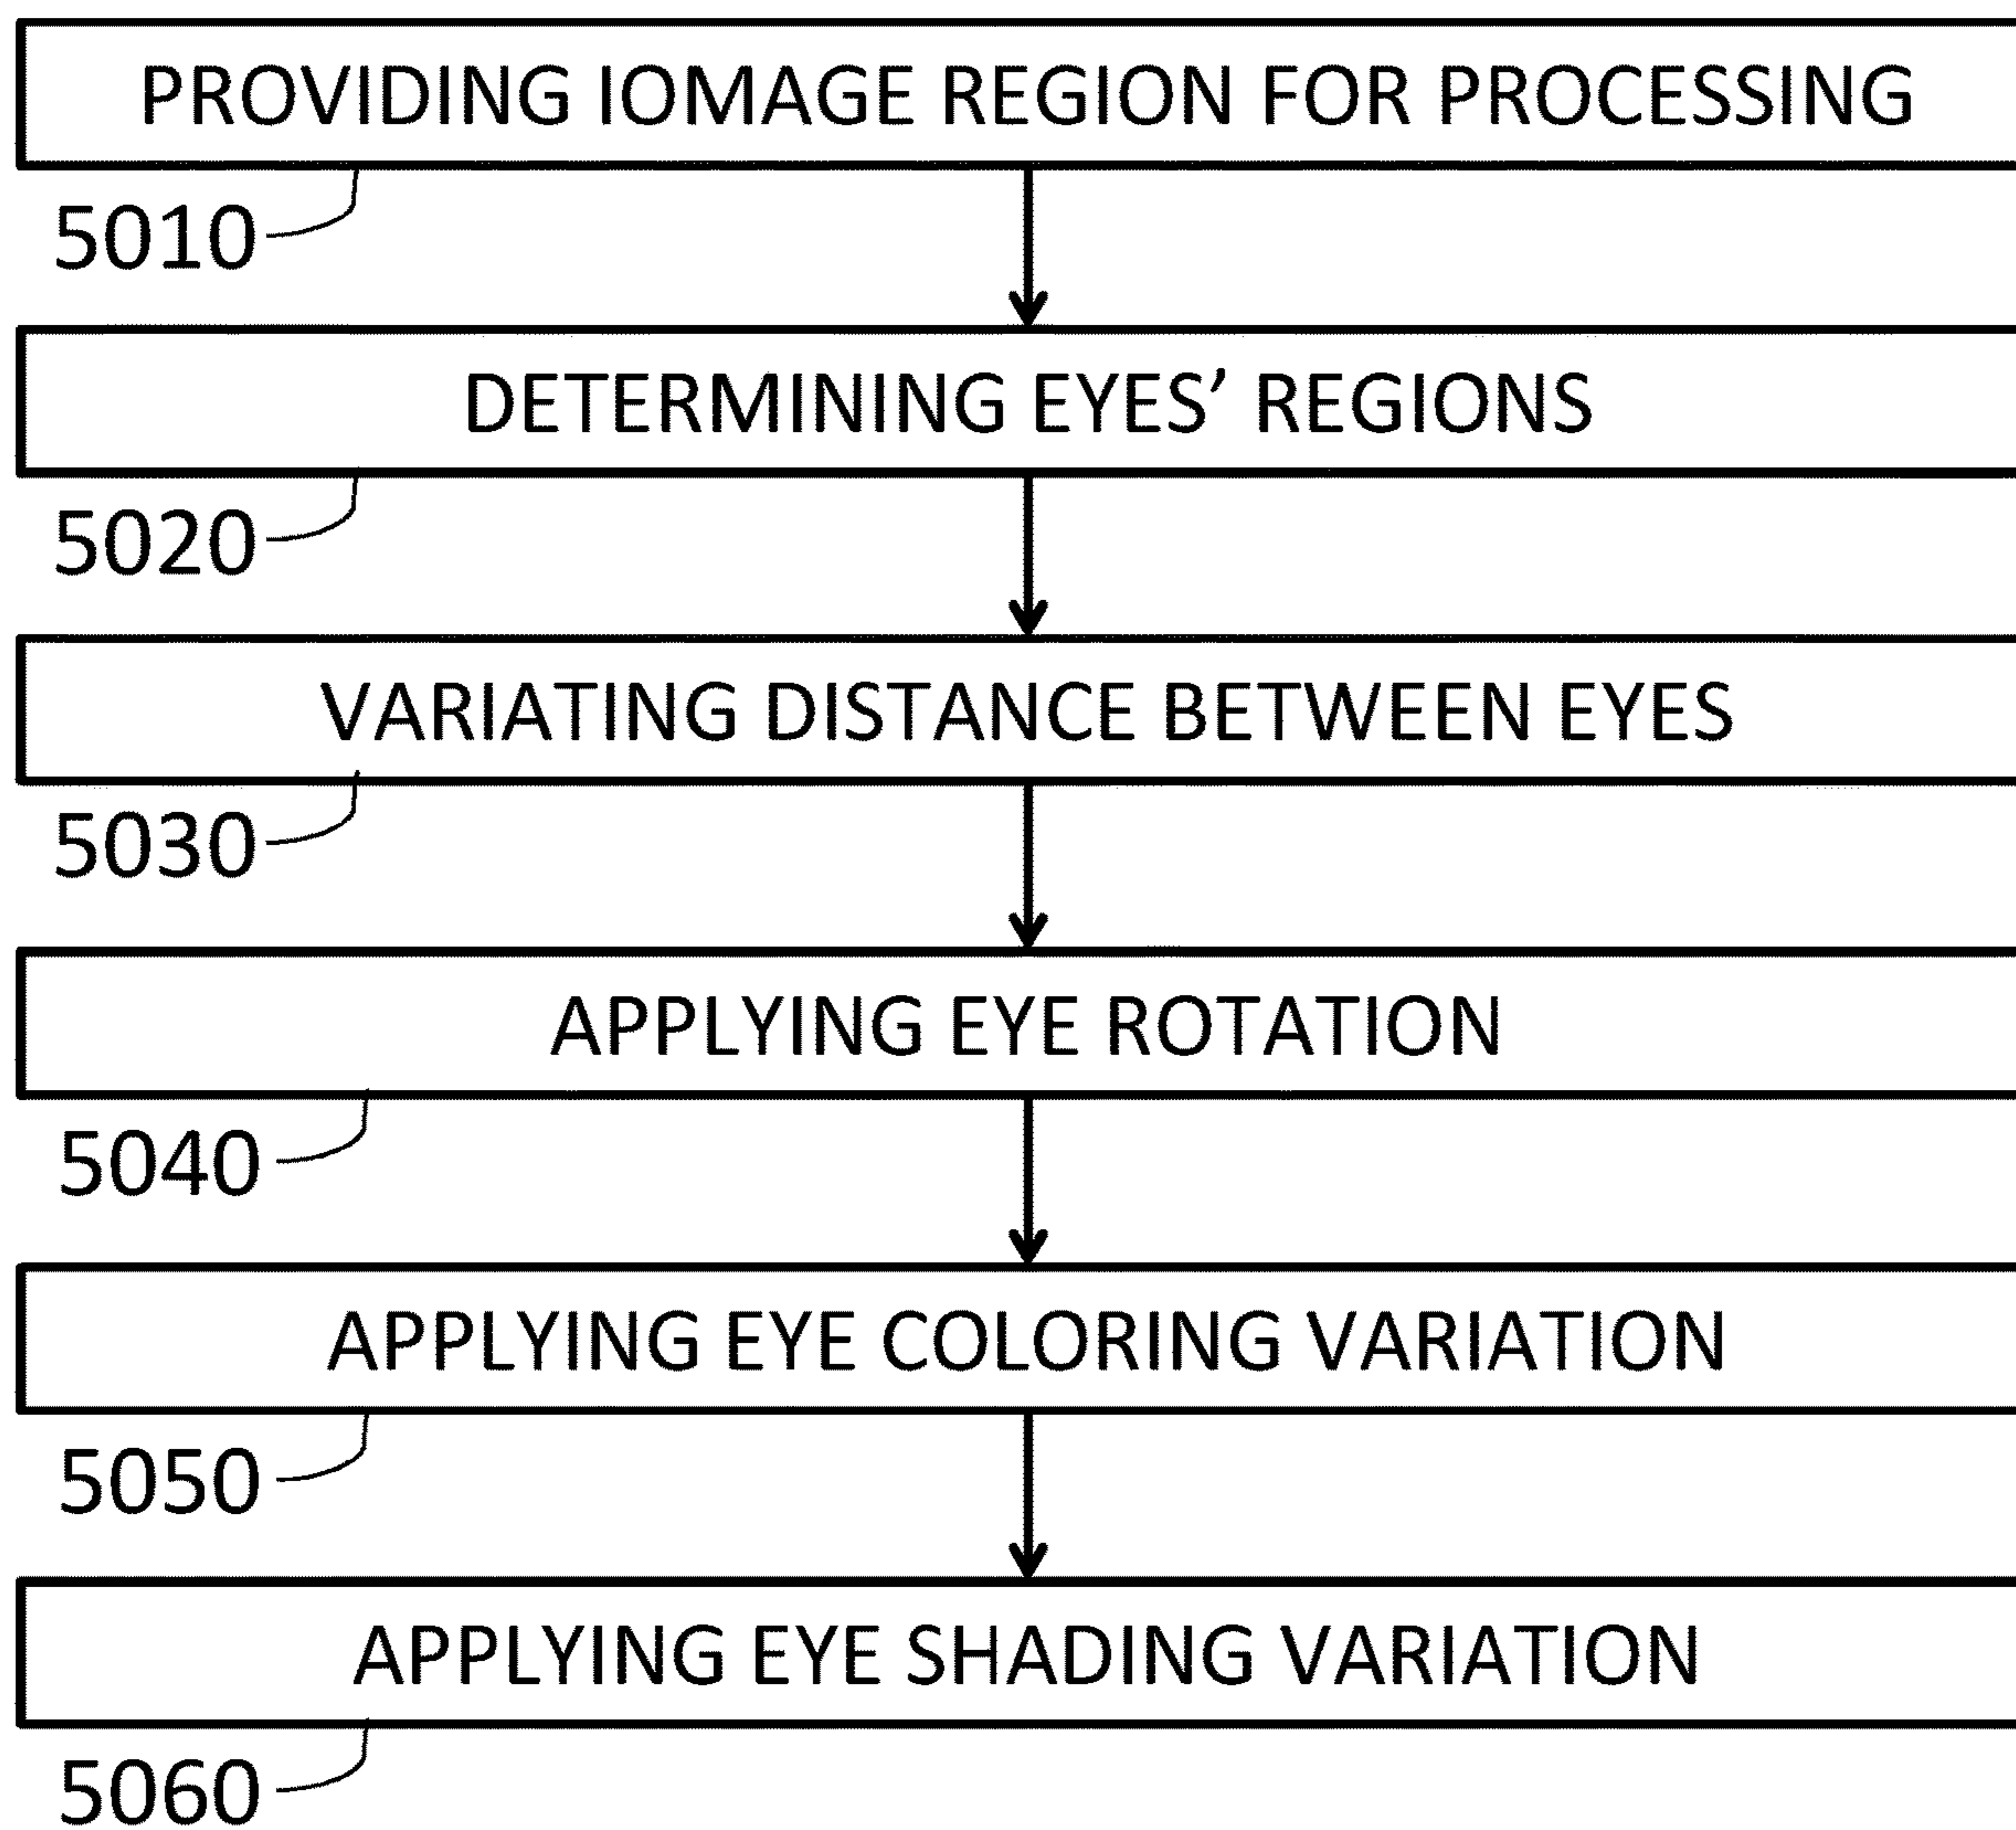 PROVIDING IOMAGE REGION FOR PROCESSING
5010
DETERMINING EYES’ REGIONS
5020
VARIATING DISTANCE BETWEEN EYES
5030
APPLYING EYE ROTATION
5040
APPLYING EYE COLORING VARIATION
5050
APPLYING EYE SHADING VARIATION
5060